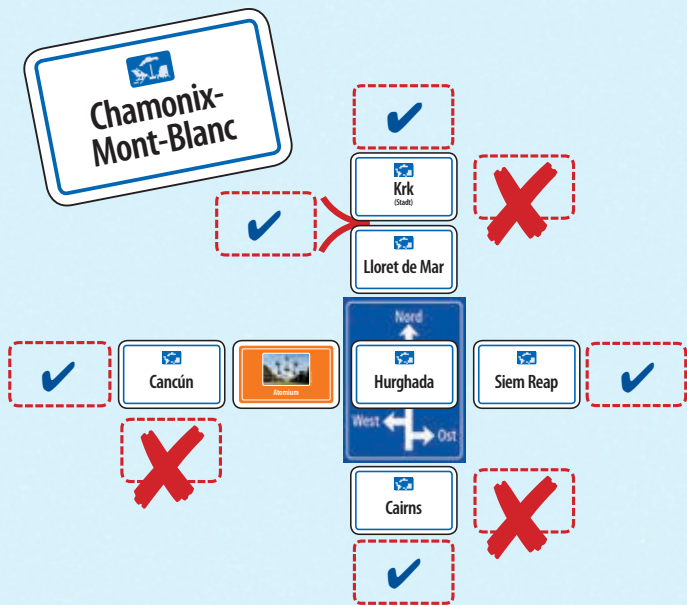 Chamonix-
Mont-Blanc
Krk
(Stadt)
Lloret de Mar
Nord
Cancún
Atomium
Hurghada
Siem Reap
West
Ost
Cairns